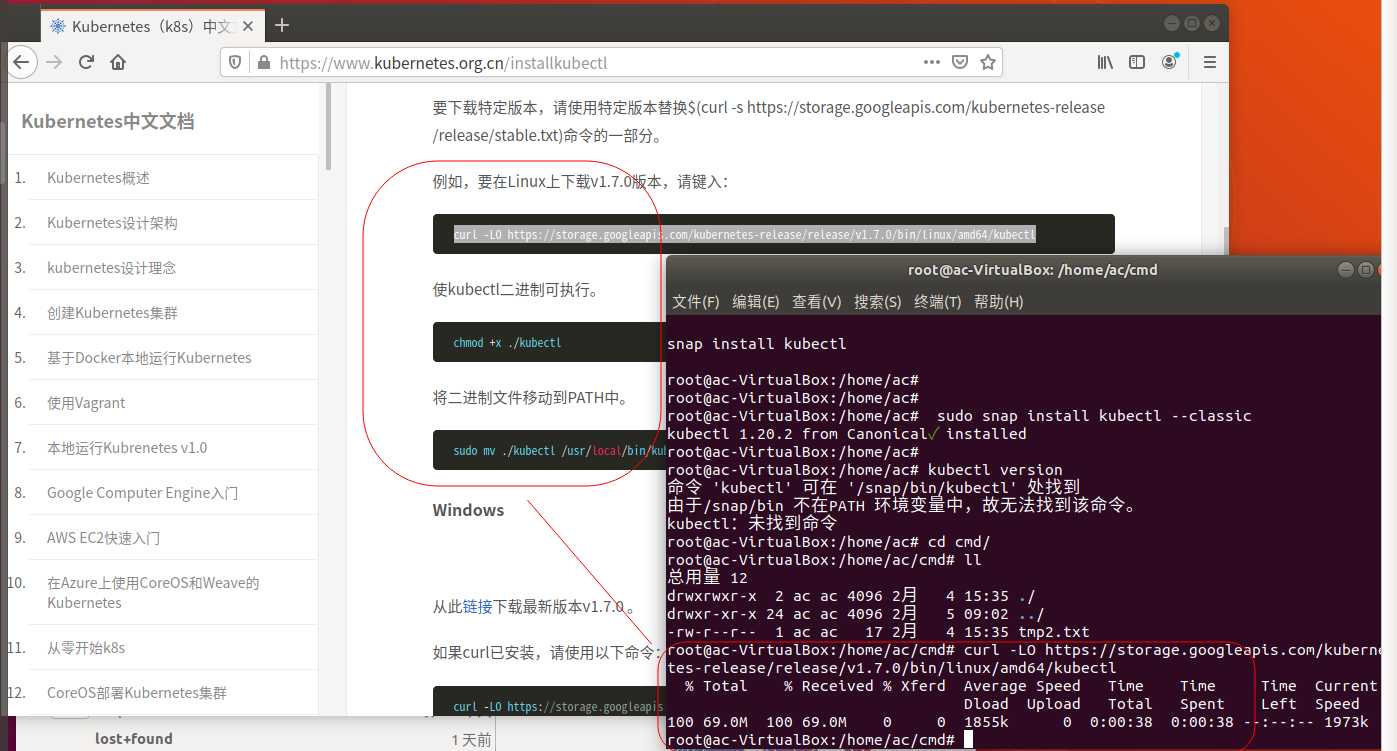 Kubernetes（k8s）中文
https://www.kubernetes.org.cn/installkubectl
Kubernetes中文文档
1. Kubernetes概述
2. Kubernetes设计架构
3. kubernetes设计理念
4. 创建Kubernetes集群
5. 基于Docker本地运行Kubernetes
6. 使用Vagrant
7. 本地运行Kubrenetes v1.0
8. Google Computer Engine入门
9. AWS EC2快速入门
10. 在Azure上使用CoreOS和Weave的
Kubernetes
11. 从零开始k8s
12. CoreOS部署Kubernetes集群
要下载特定版本，请使用特定版本替换$(curl -s https://storage.googleapis.com/kubernetes-release
/release/stable.txt)命令的一部分。
例如，要在Linux上下载v1.7.0版本，请键入：
curl -LO https://storage.googleapis.com/kubernetes-release/release/v1.7.0/bin/linux/amd64/kubectl
使kubectl二进制可执行。
chmod +x ./kubectl
将二进制文件移动到PATH中。
sudo mv ./kubectl /usr/local/bin/kub
Windows
从此链接下载最新版本v1.7.0 。
如果curl已安装，请使用以下命令：
curl -LO https://storage.googleapis
lost+found
1 天前
root@ac-VirtualBox: /home/ac/cmd
文件(F) 编辑(E) 查看(V) 搜索(S) 终端(T) 帮助(H)
snap install kubectl
root@ac-VirtualBox:/home/ac#
root@ac-VirtualBox:/home/ac#
root@ac-VirtualBox:/home/ac#  sudo snap install kubectl --classic
kubectl 1.20.2 from Canonical✓ installed
root@ac-VirtualBox:/home/ac#
root@ac-VirtualBox:/home/ac# kubectl version
命令 'kubectl' 可在 '/snap/bin/kubectl' 处找到
由于/snap/bin 不在PATH 环境变量中，故无法找到该命令。
kubectl：未找到命令
root@ac-VirtualBox:/home/ac# cd cmd/
root@ac-VirtualBox:/home/ac/cmd# ll
总用量 12
drwxrwxr-x  2 ac ac 4096 2月   4 15:35 ./
drwxr-xr-x 24 ac ac 4096 2月   5 09:02 ../
-rw-r--r--  1 ac ac   17 2月   4 15:35 tmp2.txt
root@ac-VirtualBox:/home/ac/cmd# curl -LO https://storage.googleapis.com/kuberne
tes-release/release/v1.7.0/bin/linux/amd64/kubectl
  % Total    % Received % Xferd  Average Speed   Time    Time     Time  Current
                                 Dload  Upload   Total   Spent    Left  Speed
100 69.0M  100 69.0M    0     0  1855k      0  0:00:38  0:00:38 --:--:-- 1973k
root@ac-VirtualBox:/home/ac/cmd#